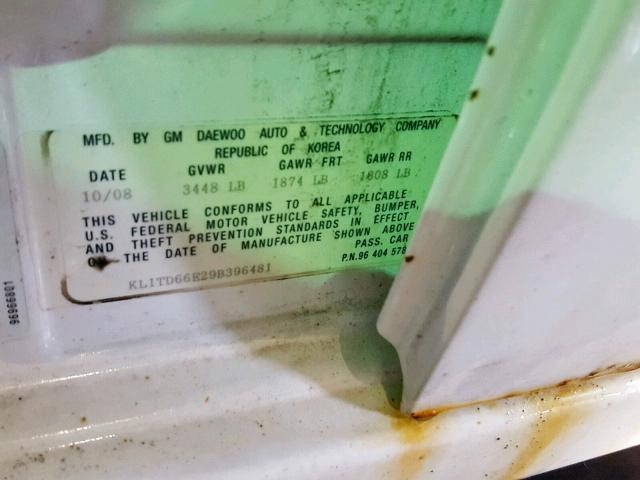 MFD. BY GM DAEWOO AUTO & TECHNOLOGY COMPANY
REPUBLIC OF KOREA
DATE GVWR GAWR FRT GAWR RR
10/08 3448 LB 1874 LB 1808 LB
THIS VEHICLE CONFORMS TO ALL APPLICABLE
U.S. FEDERAL MOTOR VEHICLE SAFETY, BUMPER,
AND THEFT PREVENTION STANDARDS IN EFFECT
ON THE DATE OF MANUFACTURE SHOWN ABOVE
PASS. CAR
P.N.96 404 578
KL1TD66E29B396481
96966801